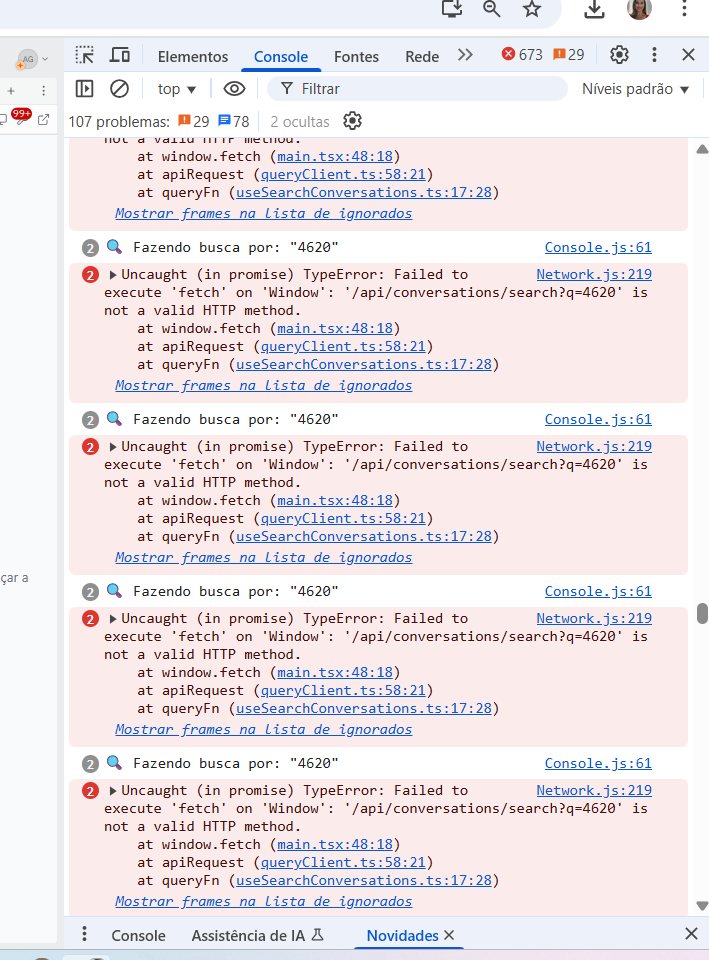 AG
Elementos
Console
Fontes
Rede
673
29
top
Filtrar
Níveis padrão
99+
107 problemas: 29 78 2 ocultas
not a valid HTTP method.
at window.fetch (main.tsx:48:18)
at apiRequest (queryClient.ts:58:21)
at queryFn (useSearchConversations.ts:17:28)
Mostrar frames na lista de ignorados
2 Fazendo busca por: "4620" Console.js:61
2 Uncaught (in promise) TypeError: Failed to Network.js:219
execute 'fetch' on 'Window': '/api/conversations/search?q=4620' is
not a valid HTTP method.
at window.fetch (main.tsx:48:18)
at apiRequest (queryClient.ts:58:21)
at queryFn (useSearchConversations.ts:17:28)
Mostrar frames na lista de ignorados
2 Fazendo busca por: "4620" Console.js:61
2 Uncaught (in promise) TypeError: Failed to Network.js:219
execute 'fetch' on 'Window': '/api/conversations/search?q=4620' is
not a valid HTTP method.
at window.fetch (main.tsx:48:18)
at apiRequest (queryClient.ts:58:21)
at queryFn (useSearchConversations.ts:17:28)
Mostrar frames na lista de ignorados
çar a
2 Fazendo busca por: "4620" Console.js:61
2 Uncaught (in promise) TypeError: Failed to Network.js:219
execute 'fetch' on 'Window': '/api/conversations/search?q=4620' is
not a valid HTTP method.
at window.fetch (main.tsx:48:18)
at apiRequest (queryClient.ts:58:21)
at queryFn (useSearchConversations.ts:17:28)
Mostrar frames na lista de ignorados
2 Fazendo busca por: "4620" Console.js:61
2 Uncaught (in promise) TypeError: Failed to Network.js:219
execute 'fetch' on 'Window': '/api/conversations/search?q=4620' is
not a valid HTTP method.
at window.fetch (main.tsx:48:18)
at apiRequest (queryClient.ts:58:21)
at queryFn (useSearchConversations.ts:17:28)
Mostrar frames na lista de ignorados
Console
Assistência de IA
Novidades